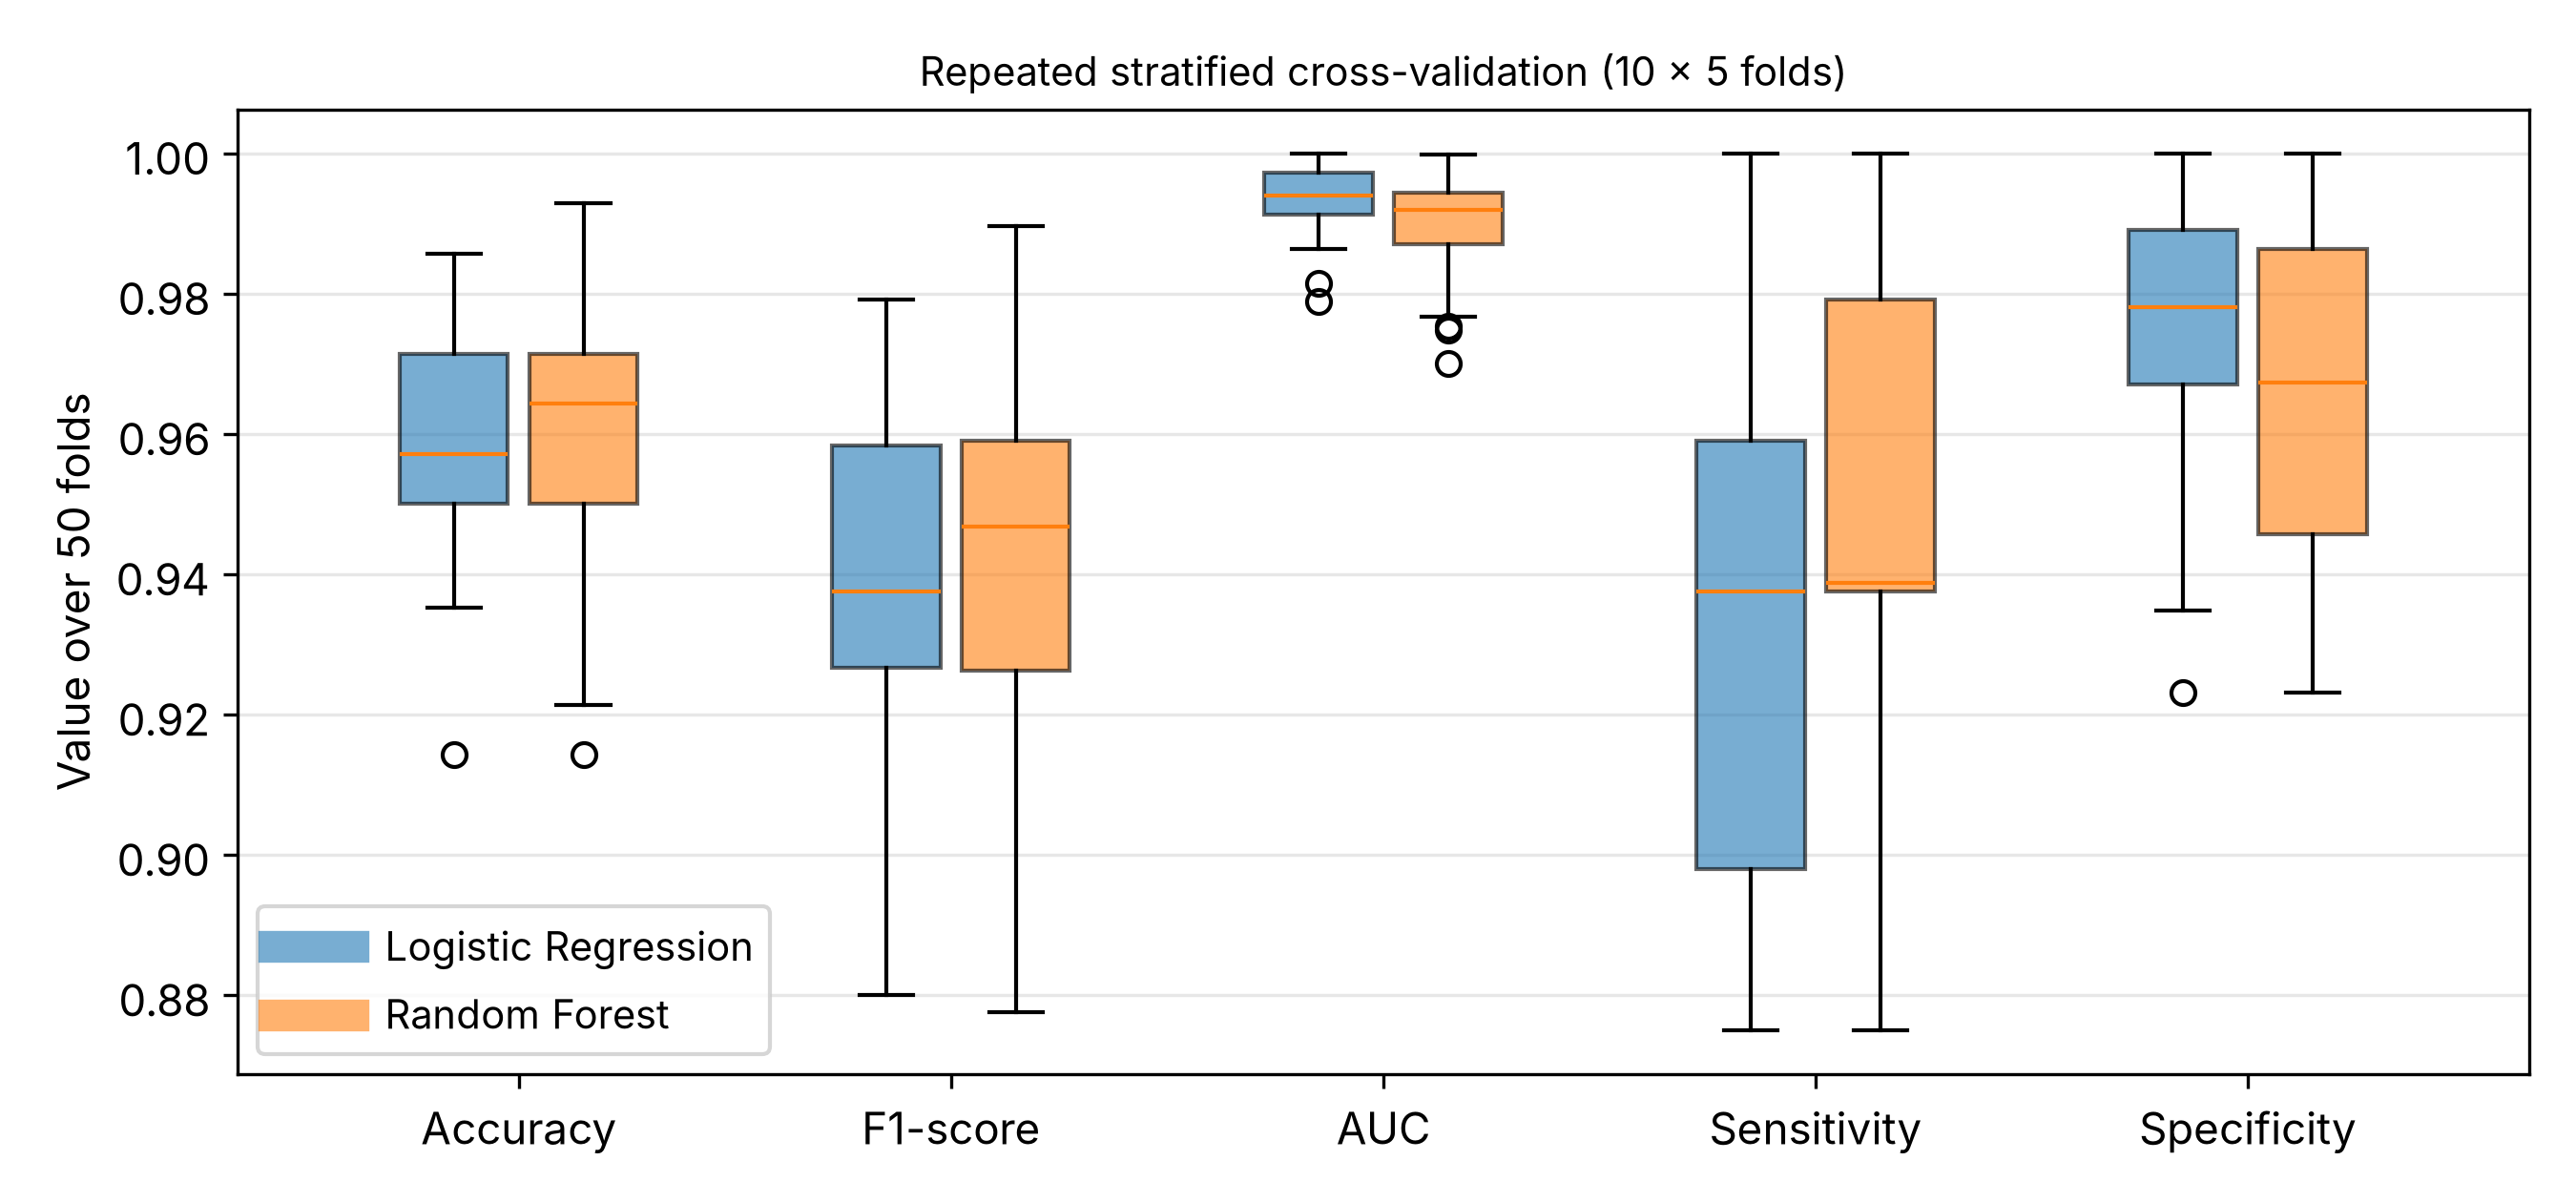 Repeated stratified cross-validation (10 × 5 folds)
Value over 50 folds
1.00
0.98
0.96
0.94
0.92
0.90
0.88
Logistic Regression
Random Forest
Accuracy
F1-score
AUC
Sensitivity
Specificity